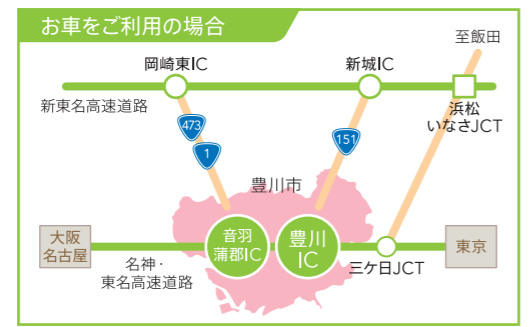 お車をご利用の場合
至飯田
岡崎東IC
新城IC
新東名高速道路
浜松
いなさJCT
473
1
151
豊川市
大阪
名古屋
音羽
蒲郡IC
豊川
IC
東京
名神・
東名高速道路
三ケ日JCT